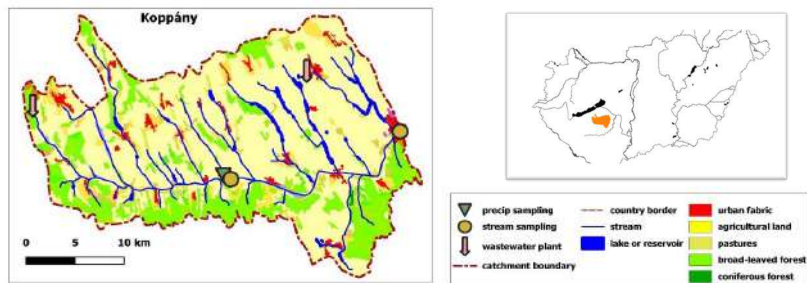 Koppány
0 5 10 km
precip sampling
stream sampling
wastewater plant
catchment boundary
country border
stream
lake or reservoir
urban fabric
agricultural land
pastures
broad-leaved forest
coniferous forest